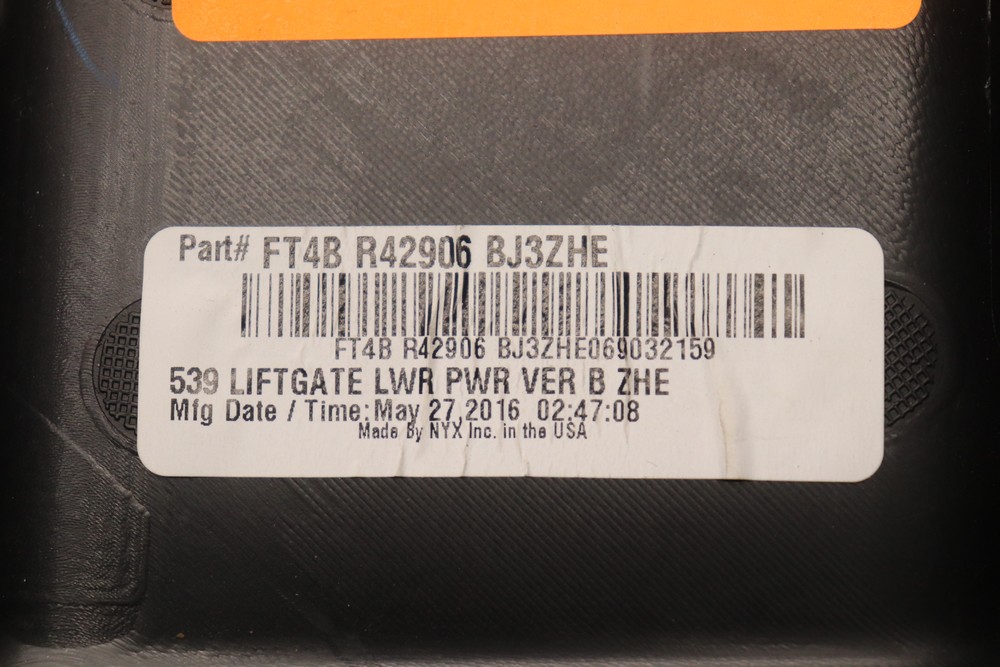 Part# FT4B R42906 BJ3ZHE
FT4B R42906 BJ3ZHE069032159
539 LIFTGATE LWR PWR VER B ZHE
Mfg Date / Time: May 27,2016 02:47:08
Made By NYX Inc. in the USA